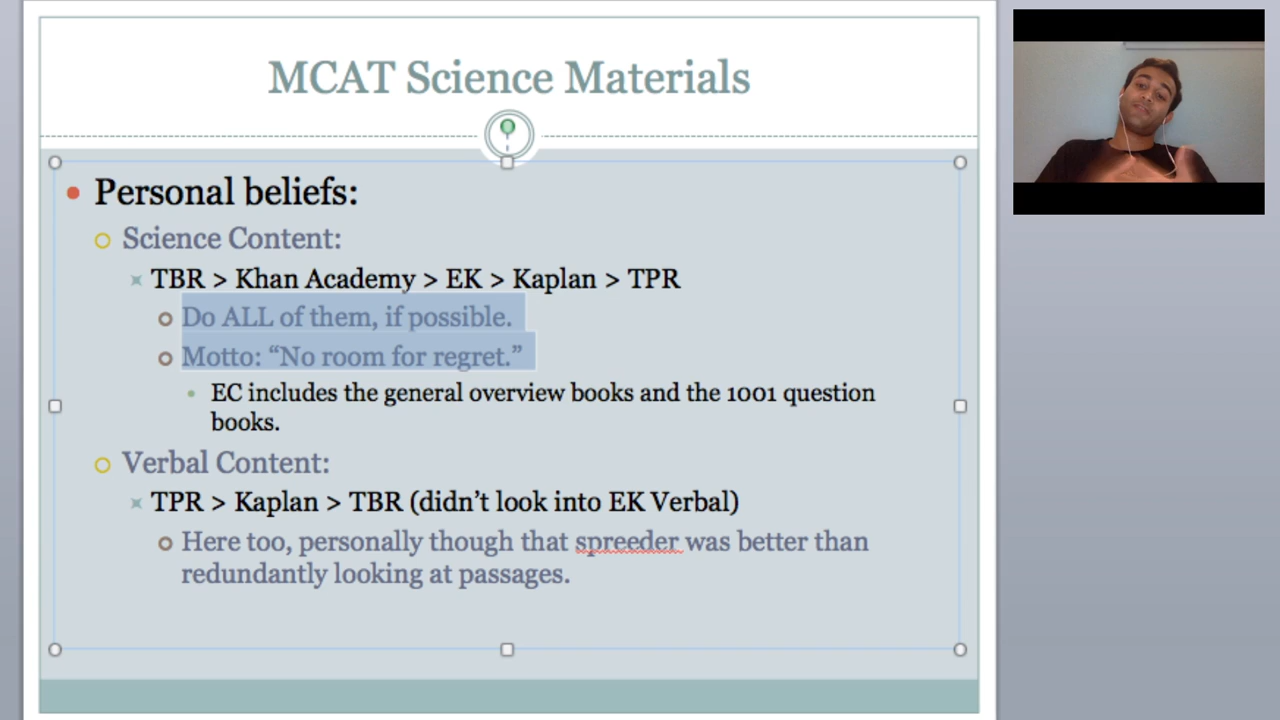 MCAT Science Materials
Personal beliefs:
Science Content:
TBR > Khan Academy > EK > Kaplan > TPR
Do ALL of them, if possible.
Motto: “No room for regret.”
EC includes the general overview books and the 1001 question
books.
Verbal Content:
TPR > Kaplan > TBR (didn’t look into EK Verbal)
Here too, personally though that spreeder was better than
redundantly looking at passages.